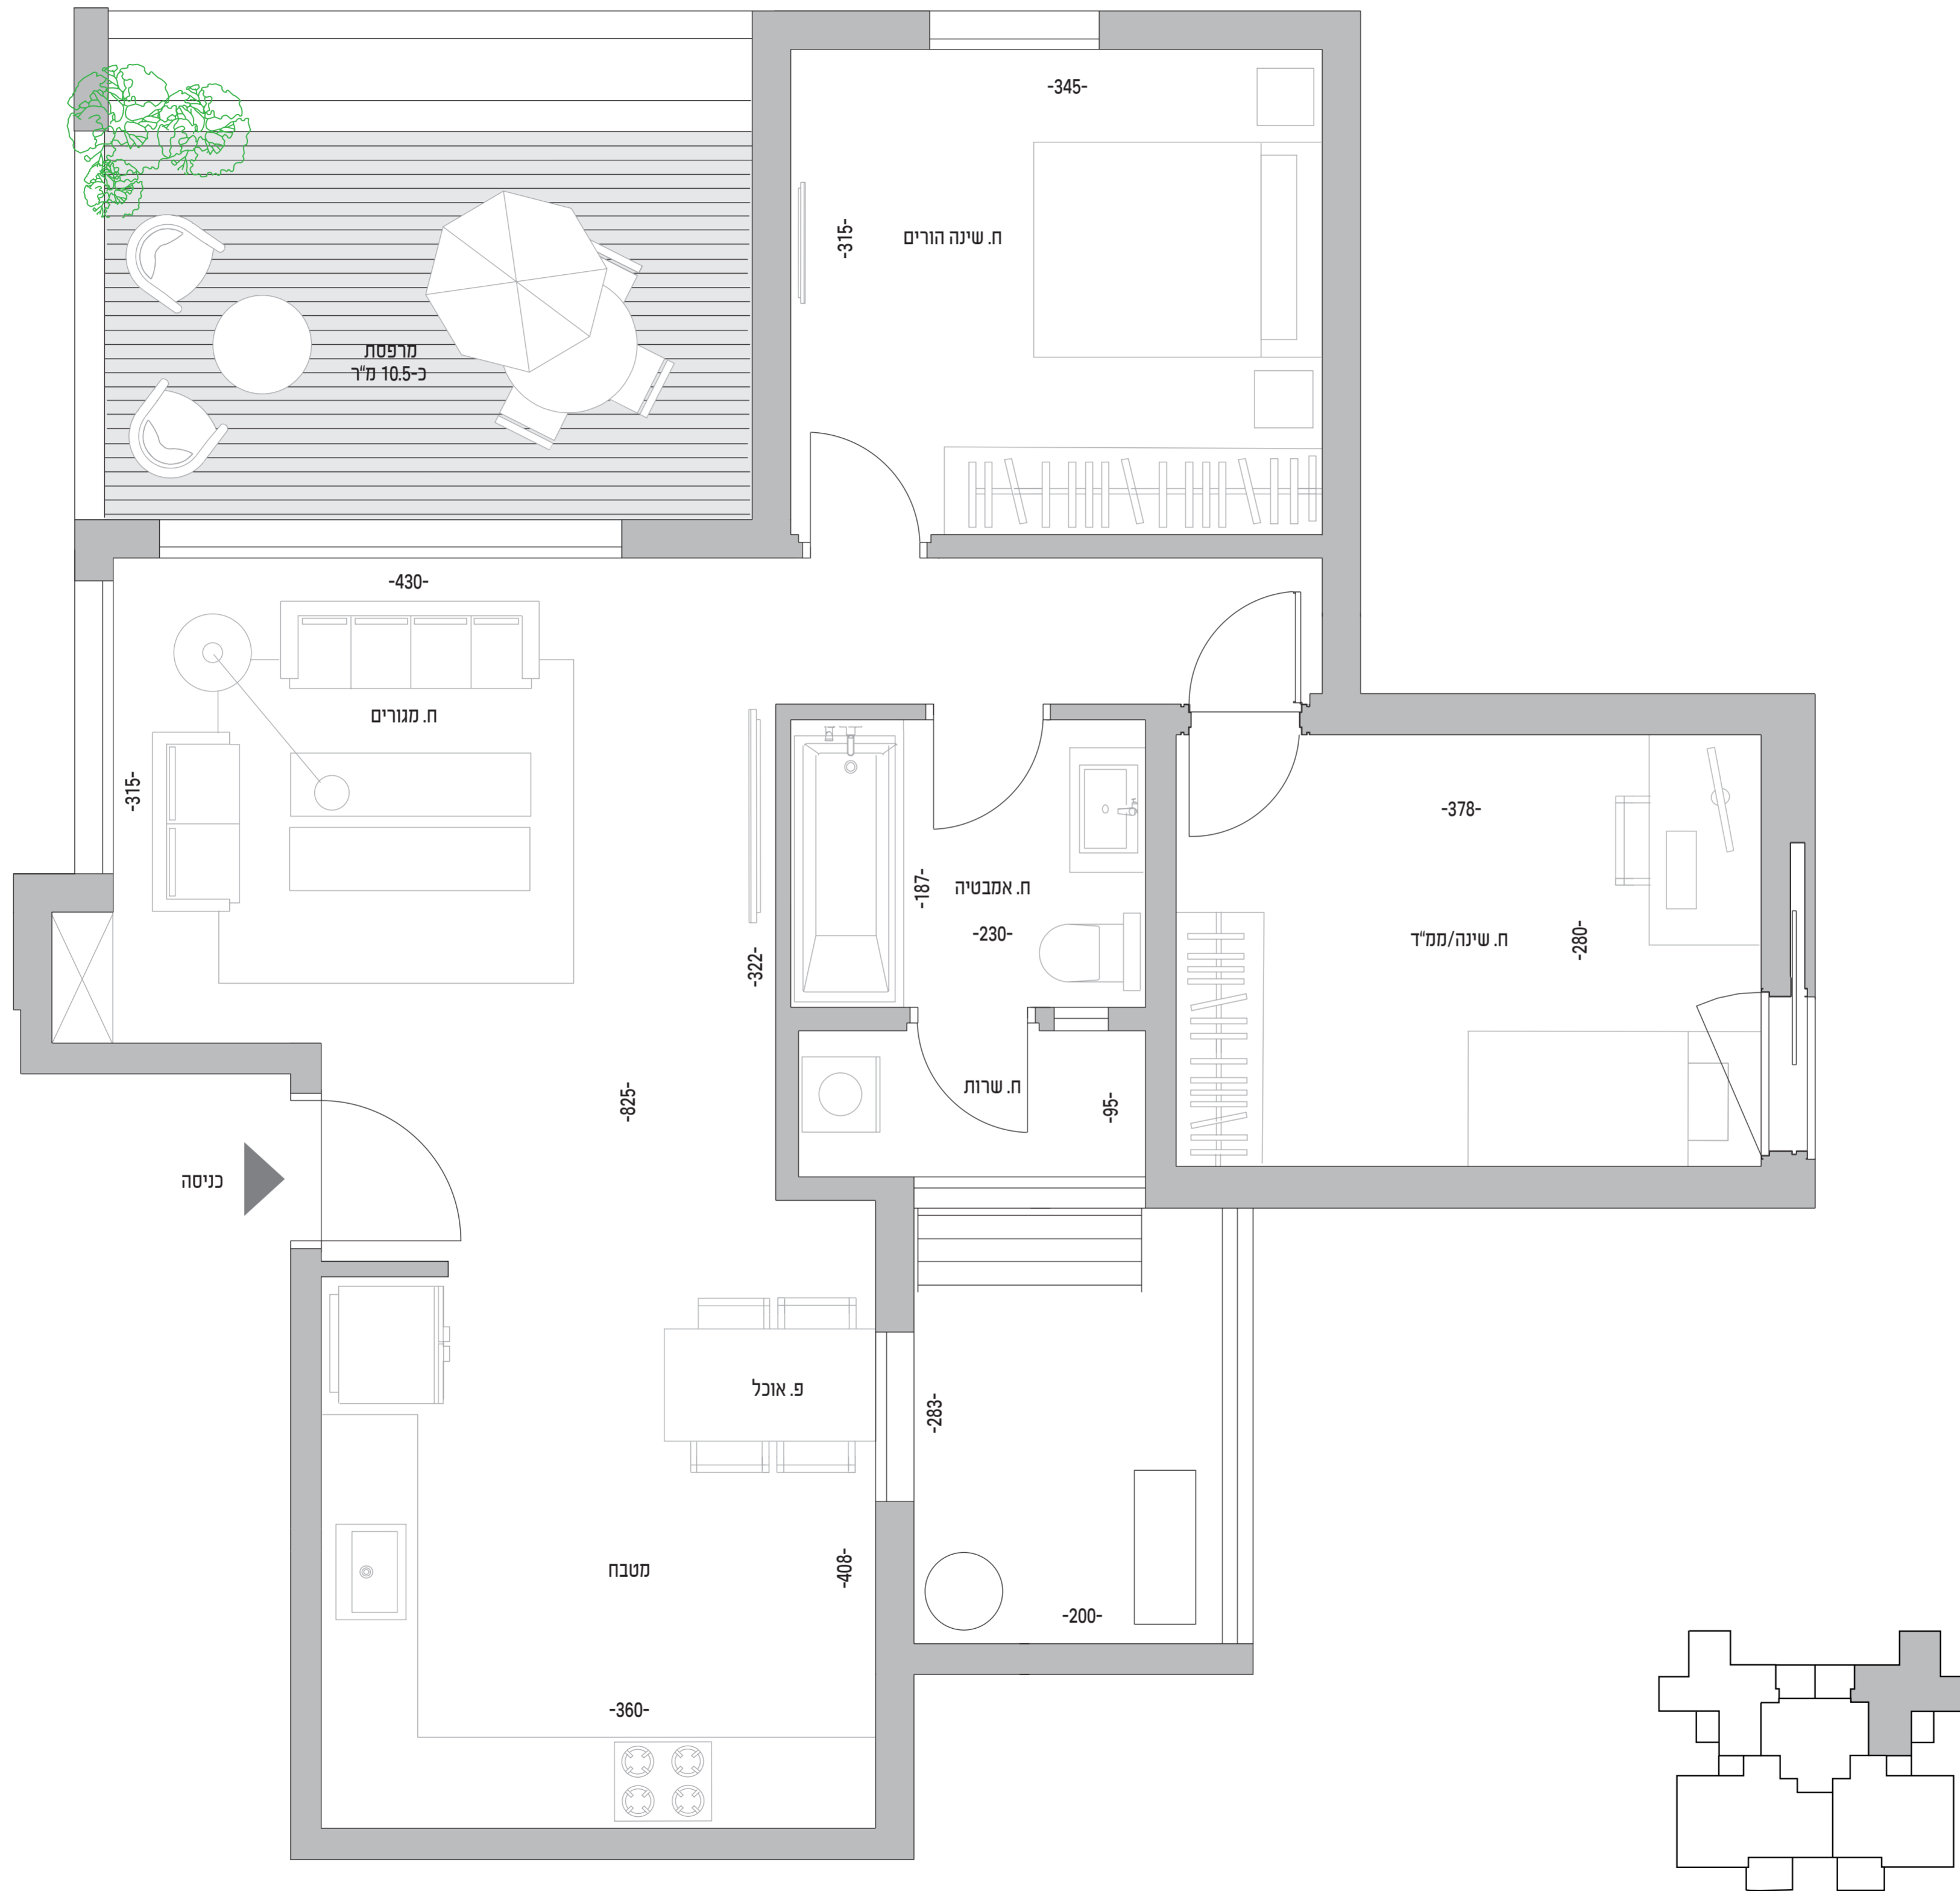 -345-
-315-
ח. שינה הורים
מרפסת
כ-10.5 מ"ר
-430-
ח. מגורים
-315-
-322-
ח. אמבטיה
-187-
-230-
-378-
ח. שינה/ממ"ד
-280-
ח. שרות
-95-
-825-
כניסה
פ. אוכל
-283-
מטבח
-408-
-200-
-360-